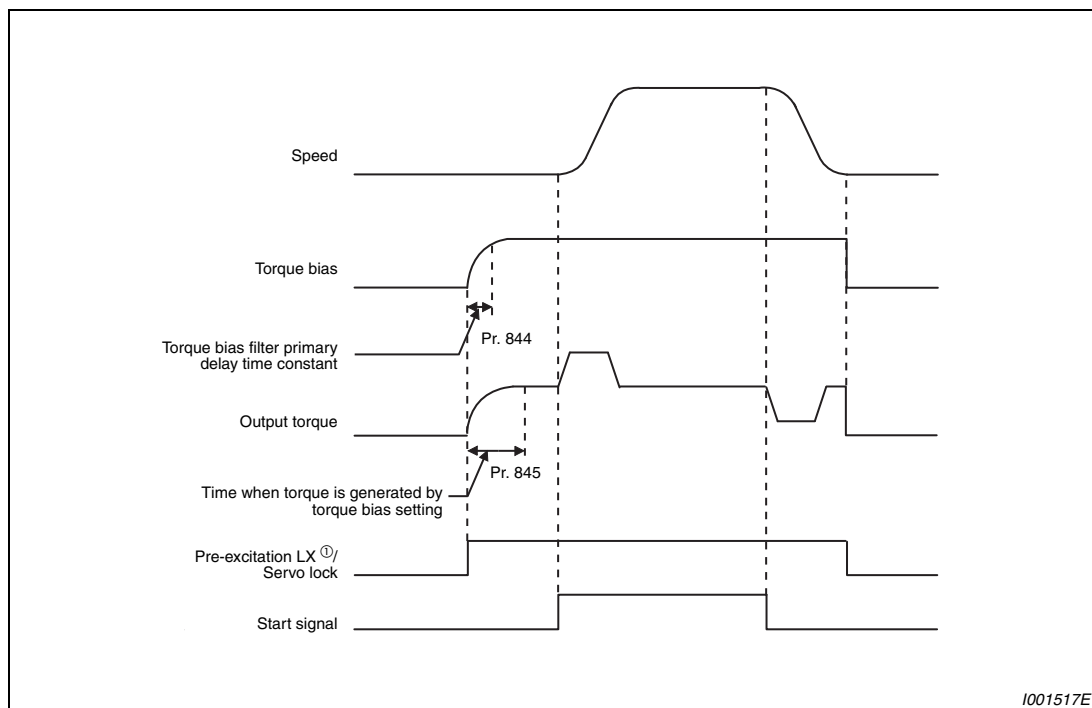 Speed
Torque bias
Pr. 844
Torque bias filter primary
delay time constant
Output torque
Pr. 845
Time when torque is generated by
torque bias setting
Pre-excitation LX ①/
Servo lock
Start signal
I001517E